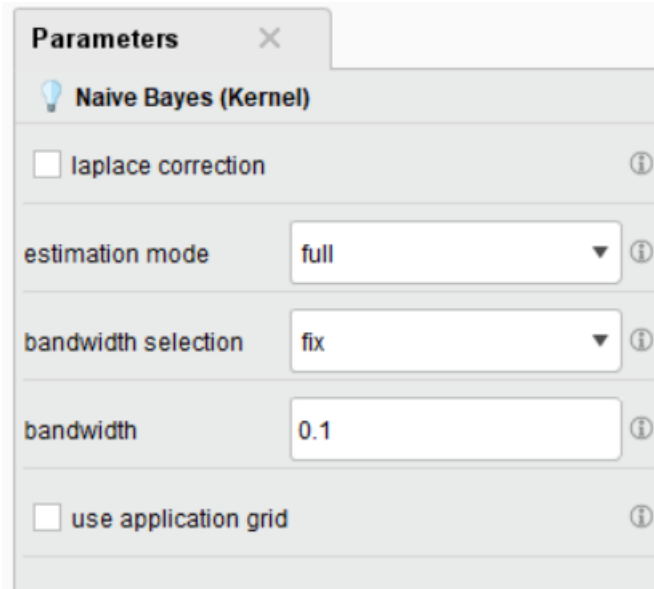 Parameters
Naive Bayes (Kernel)
laplace correction
estimation mode full
bandwidth selection fix
bandwidth 0.1
use application grid